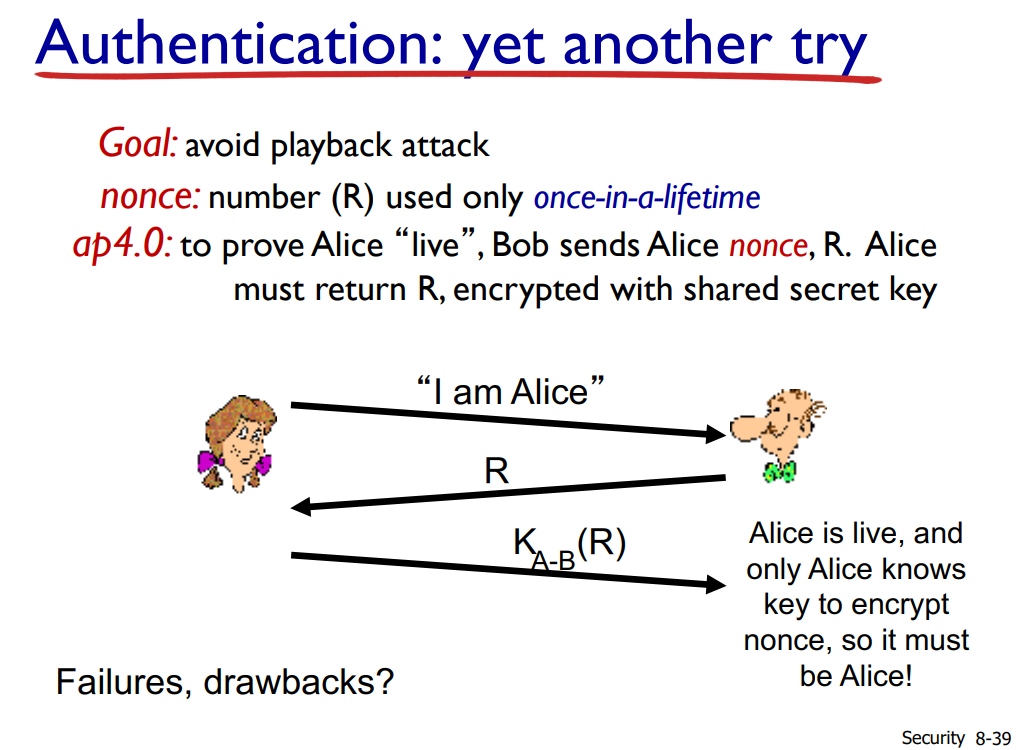 Authentication: yet another try
Goal: avoid playback attack
nonce: number (R) used only once-in-a-lifetime
ap4.0: to prove Alice “live”, Bob sends Alice nonce, R. Alice
must return R, encrypted with shared secret key
“I am Alice”
R
K A-B (R)
Alice is live, and
only Alice knows
key to encrypt
nonce, so it must
be Alice!
Failures, drawbacks?
Security 8-39